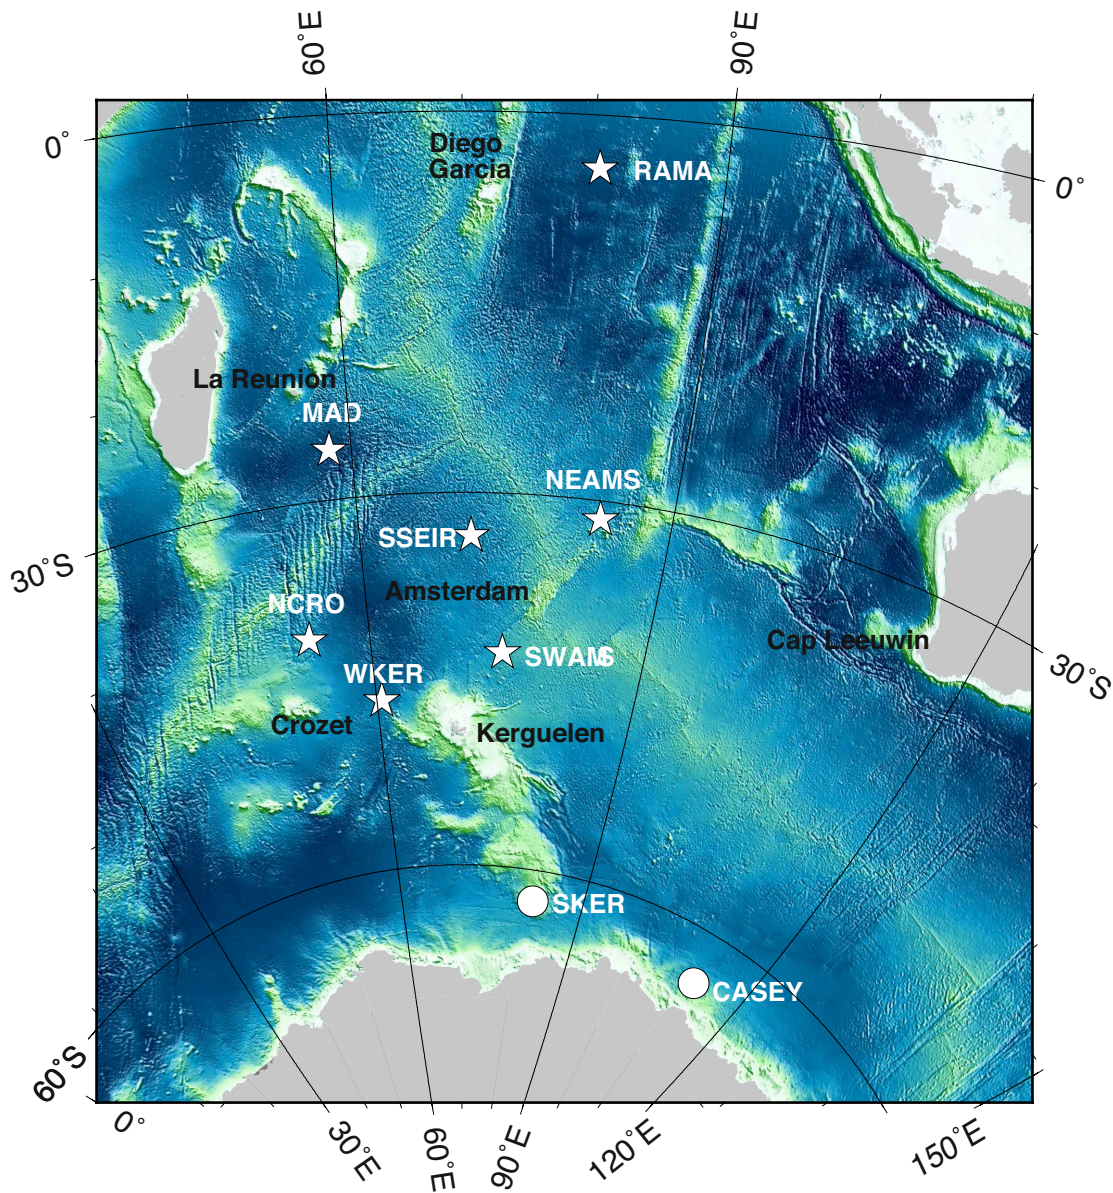 60°E
90°E
0°
Diego
Garcia
RAMA
0°
La Reunion
MAD
NEAMS
SSEIR
30°S
Amsterdam
NCRO
Cap Leeuwin
SWAMS
30°S
WKER
Crozet
Kerguelen
SKER
CASEY
60°S
0°
30°E
60°E
90°E
120°E
150°E